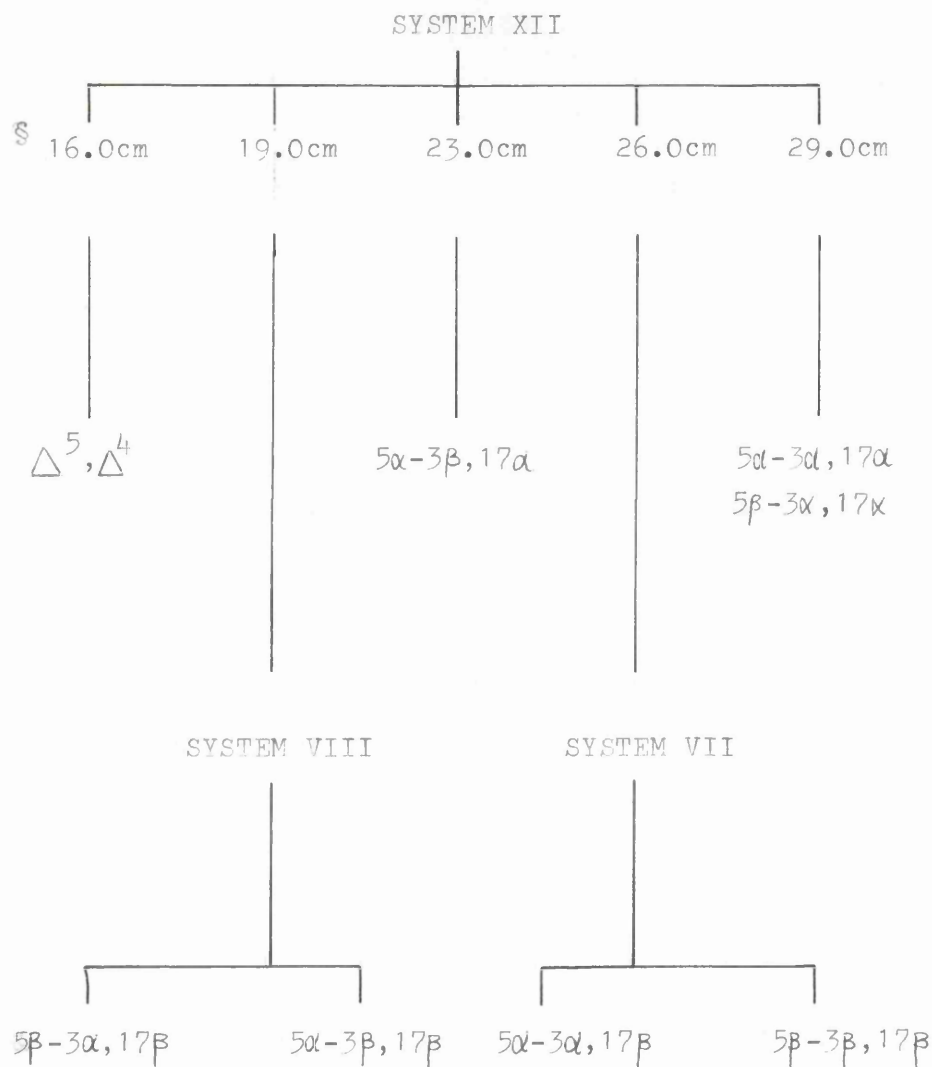 SYSTEM XII
§ 16.0cm 19.0cm 23.0cm 26.0cm 29.0cm
Δ⁵,Δ⁴ 5α-3β,17α 5α-3α,17α
5β-3α,17α
SYSTEM VIII SYSTEM VII
5β-3α,17β 5α-3β,17β 5α-3α,17β 5β-3β,17β